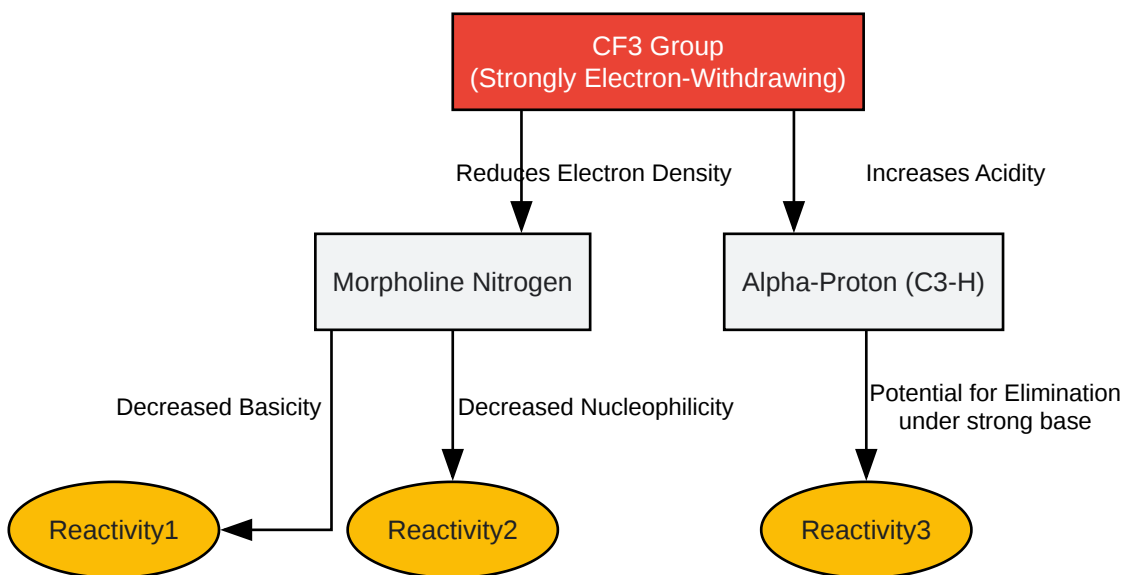 CF3 Group
(Strongly Electron-Withdrawing)
Reduces Electron Density
Increases Acidity
Morpholine Nitrogen
Alpha-Proton (C3-H)
Decreased Basicity
Decreased Nucleophilicity
Potential for Elimination
under strong base
Reactivity1
Reactivity2
Reactivity3